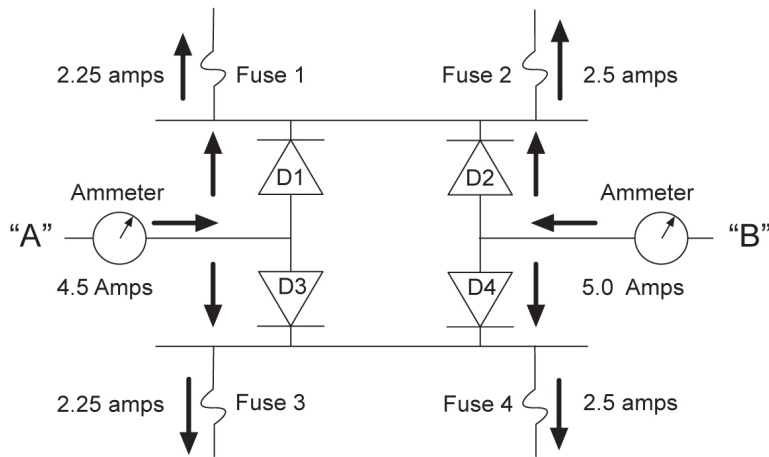 2.25 amps
Fuse 1
Fuse 2
2.5 amps
D1
D2
Ammeter
Ammeter
“A”
“B”
4.5 Amps
D3
D4
5.0 Amps
2.25 amps
Fuse 3
Fuse 4
2.5 amps